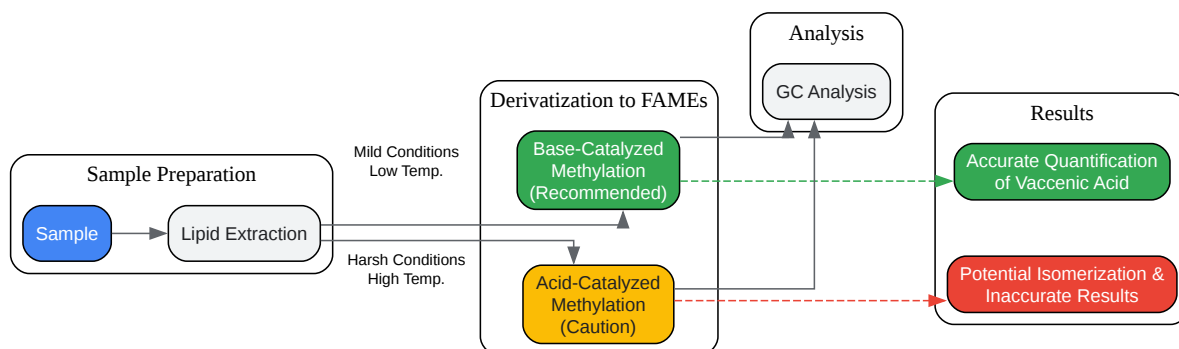 Sample Preparation
Sample
Lipid Extraction
Mild Conditions
Low Temp.
Harsh Conditions
High Temp.
Derivatization to FAMEs
Base-Catalyzed
Methylation
(Recommended)
Acid-Catalyzed
Methylation
(Caution)
Analysis
GC Analysis
Results
Accurate Quantification
of Vaccenic Acid
Potential Isomerization &
Inaccurate Results